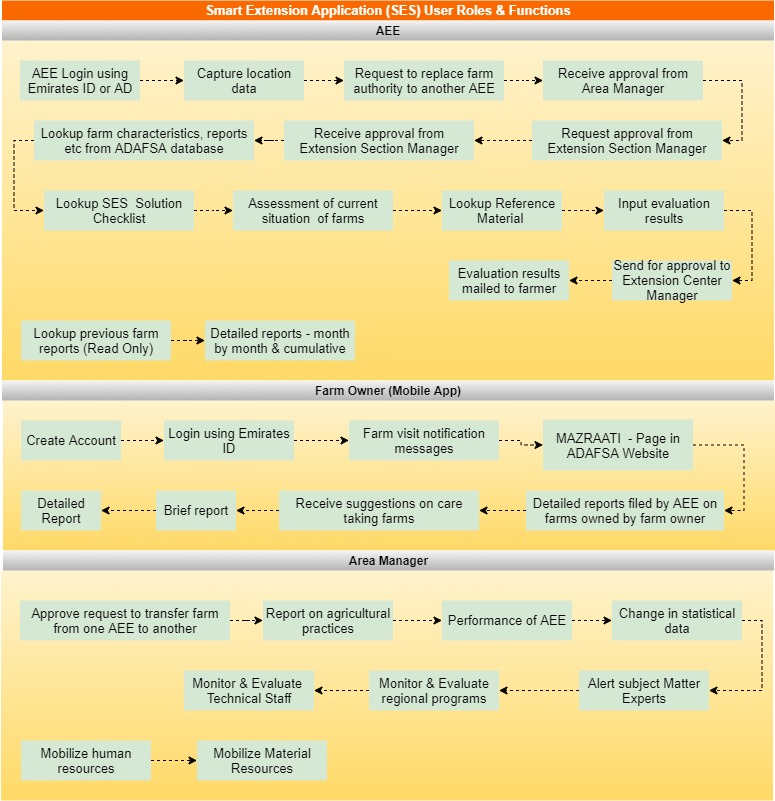 Smart Extension Application (SES) User Roles & Functions
AEE
AEE Login using
Emirates ID or AD
Capture location
data
Request to replace farm
authority to another AEE
Receive approval from
Area Manager
Request approval from
Extension Section Manager
Receive approval from
Extension Section Manager
Lookup farm characteristics, reports
etc from ADAFSA database
Lookup SES Solution
Checklist
Assessment of current
situation of farms
Lookup Reference
Material
Input evaluation
results
Send for approval to
Extension Center
Manager
Evaluation results
mailed to farmer
Lookup previous farm
reports (Read Only)
Detailed reports - month
by month & cumulative
Farm Owner (Mobile App)
Create Account
Login using Emirates
ID
Farm visit notification
messages
MAZRAATI - Page in
ADAFSA Website
Detailed reports filed by AEE on
farms owned by farm owner
Receive suggestions on care
taking farms
Brief report
Detailed
Report
Area Manager
Approve request to transfer farm
from one AEE to another
Report on agricultural
practices
Performance of AEE
Change in statistical
data
Alert subject Matter
Experts
Monitor & Evaluate
regional programs
Monitor & Evaluate
Technical Staff
Mobilize human
resources
Mobilize Material
Resources